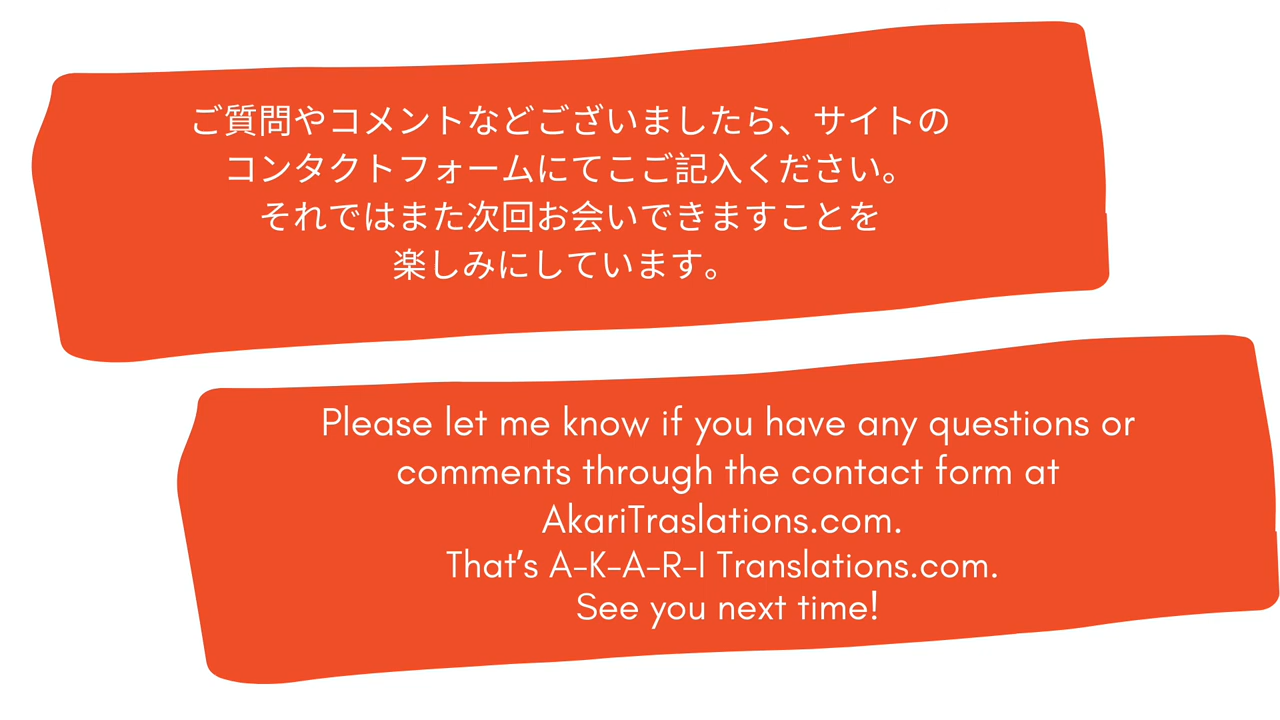 ご質問やコメントなどございましたら、サイトの
コンタクトフォームにてこご記入ください。
それではまた次回お会いできますことを
楽しみにしています。
Please let me know if you have any questions or
comments through the contact form at
AkariTraslations.com.
That's A-K-A-R-I Translations.com.
See you next time!